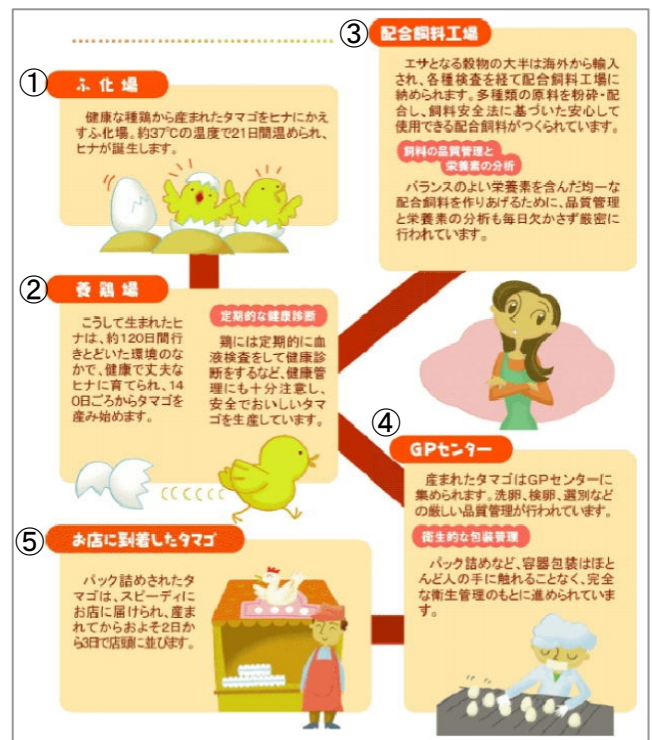 ①
ふ化場
健康な種鶏から産まれたタマゴをヒナにかえ
すふ化場。約37℃の温度で21日間温められ、
ヒナが誕生します。
②
養鶏場
こうして生まれたヒ
ナは、約120日間行
きとどいた環境のな
かで、健康で丈夫な
ヒナに育てられ、14
0日ごろからタマゴを
産み始めます。
定期的な健康診断
鶏には定期的に血
液検査をして健康診
断をするなど、健康管
理にも十分注意し、
安全でおいしいタマ
ゴを生産しています。
③
配合飼料工場
エサとなる穀物の大半は海外から輸入
され、各種検査を経て配合飼料工場に
納められます。多種類の原料を粉砕・配
合し、飼料安全法に基づいた安心して
使用できる配合飼料がつくられています。
飼料の品質管理と
栄養素の分析
バランスのよい栄養素を含んだ均一な
配合飼料を作りあげるために、品質管理
と栄養素の分析も毎日欠かさず厳密に
行われています。
④
GPセンター
産まれたタマゴはGPセンターに
集められます。洗卵、検卵、選別など
の厳しい品質管理が行われています。
衛生的な包装管理
パック詰めなど、容器包装はほと
んど人の手に触れることなく、完全
な衛生管理のもとに進められていま
す。
⑤
お店に到着したタマゴ
パック詰めされたタ
マゴは、スピーディに
お店に届けられ、産ま
れてからおよそ2日か
ら3日で店頭に並びます。